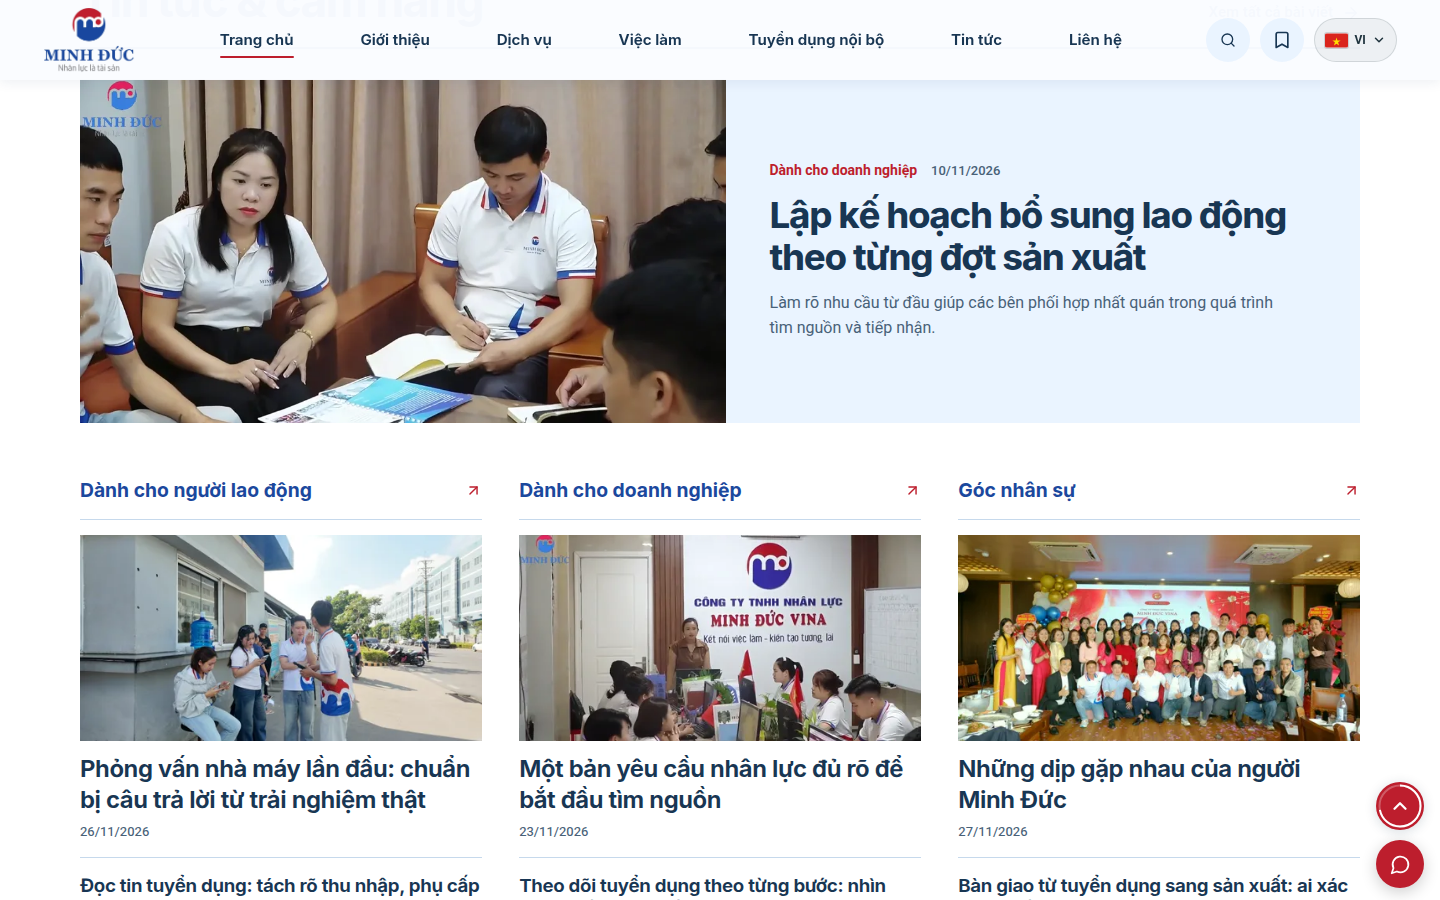 MINH ĐỨC
Nhân lực là tài sản
Trang chủ
Giới thiệu
Dịch vụ
Việc làm
Tuyển dụng nội bộ
Tin tức
Liên hệ
VI
MINH ĐỨC
Dành cho doanh nghiệp 10/11/2026
Lập kế hoạch bổ sung lao động
theo từng đợt sản xuất
Làm rõ nhu cầu từ đầu giúp các bên phối hợp nhất quán trong quá trình
tìm nguồn và tiếp nhận.
Dành cho người lao động
Phỏng vấn nhà máy lần đầu: chuẩn
bị câu trả lời từ trải nghiệm thật
26/11/2026
Đọc tin tuyển dụng: tách rõ thu nhập, phụ cấp
Dành cho doanh nghiệp
MINH ĐỨC
CÔNG TY TNHH NHÂN LỰC
MINH ĐỨC VINA
Kết nối việc làm - kiến tạo tương lai
Một bản yêu cầu nhân lực đủ rõ để
bắt đầu tìm nguồn
23/11/2026
Theo dõi tuyển dụng theo từng bước: nhìn
Góc nhân sự
MINH ĐỨC VINA
Những dịp gặp nhau của người
Minh Đức
27/11/2026
Bàn giao từ tuyển dụng sang sản xuất: ai xác